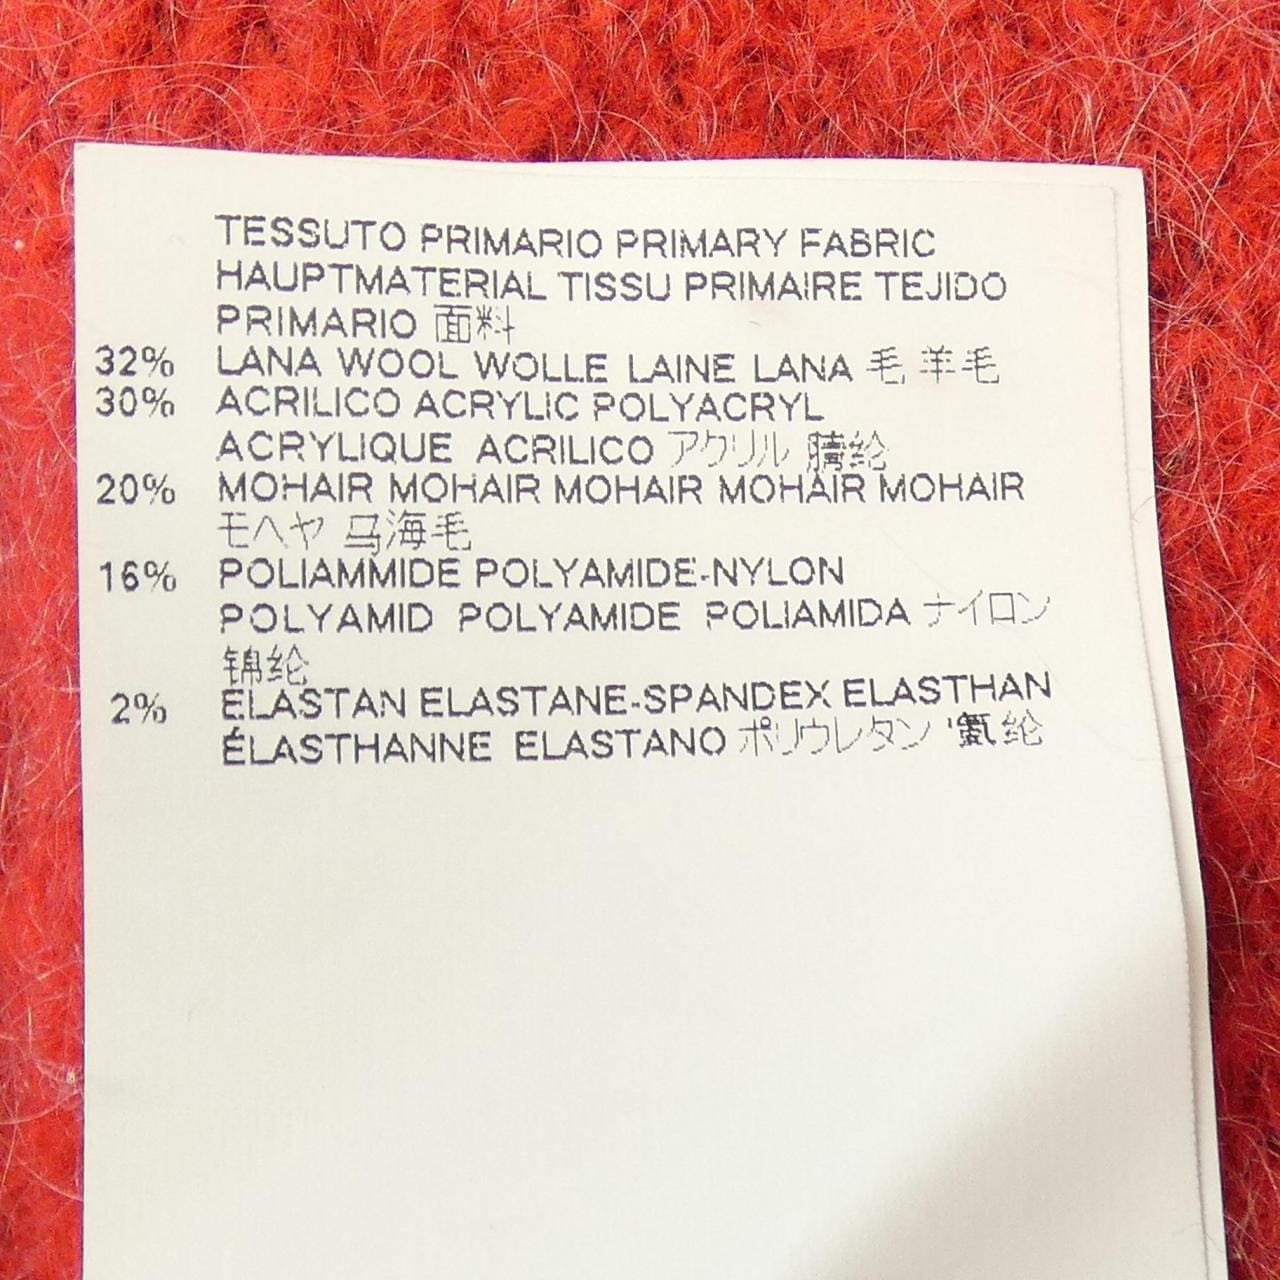 TESSUTO PRIMARIO PRIMARY FABRIC
HAUPTMATERIAL TISSU PRIMAIRE TEJIDO
PRIMARIO 面料
32% LANA WOOL WOLLE LAINE LANA 毛 羊毛
30% ACRILICO ACRYLIC POLYACRYL
ACRYLIQUE ACRILICO アクリル 腈纶
20% MOHAIR MOHAIR MOHAIR MOHAIR MOHAIR
モヘヤ 马海毛
16% POLIAMMIDE POLYAMIDE-NYLON
POLYAMID POLYAMIDE POLIAMIDA ナイロン
锦纶
2% ELASTAN ELASTANE-SPANDEX ELASTHAN
ÉLASTHANNE ELASTANO ポリウレタン 氨纶